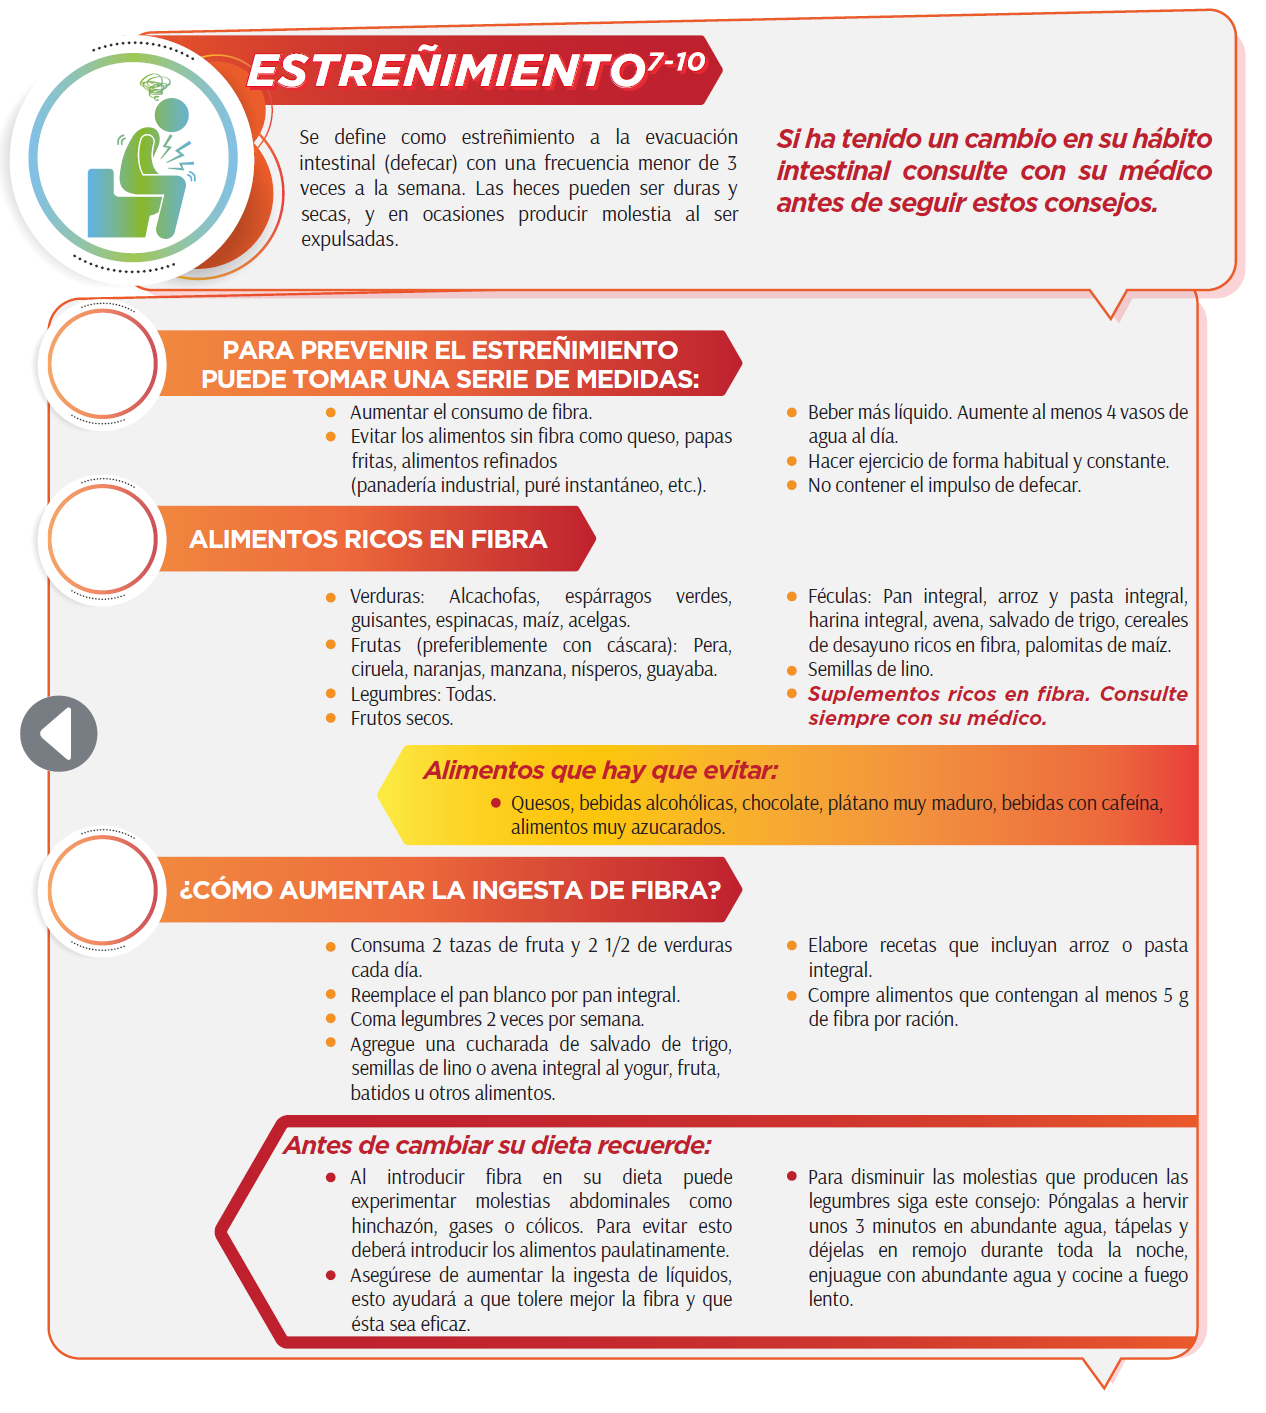 ESTREÑIMIENTO⁷⁻¹⁰
Se define como estreñimiento a la evacuación
intestinal (defecar) con una frecuencia menor de 3
veces a la semana. Las heces pueden ser duras y
secas, y en ocasiones producir molestia al ser
expulsadas.
Si ha tenido un cambio en su hábito
intestinal consulte con su médico
antes de seguir estos consejos.
PARA PREVENIR EL ESTREÑIMIENTO
PUEDE TOMAR UNA SERIE DE MEDIDAS:
Aumentar el consumo de fibra.
Evitar los alimentos sin fibra como queso, papas
fritas, alimentos refinados
(panadería industrial, puré instantáneo, etc.).
Beber más líquido. Aumente al menos 4 vasos de
agua al día.
Hacer ejercicio de forma habitual y constante.
No contener el impulso de defecar.
ALIMENTOS RICOS EN FIBRA
Verduras: Alcachofas, espárragos verdes,
guisantes, espinacas, maíz, acelgas.
Frutas (preferiblemente con cáscara): Pera,
ciruela, naranjas, manzana, nísperos, guayaba.
Legumbres: Todas.
Frutos secos.
Féculas: Pan integral, arroz y pasta integral,
harina integral, avena, salvado de trigo, cereales
de desayuno ricos en fibra, palomitas de maíz.
Semillas de lino.
Suplementos ricos en fibra. Consulte
siempre con su médico.
Alimentos que hay que evitar:
Quesos, bebidas alcohólicas, chocolate, plátano muy maduro, bebidas con cafeína,
alimentos muy azucarados.
¿CÓMO AUMENTAR LA INGESTA DE FIBRA?
Consuma 2 tazas de fruta y 2 1/2 de verduras
cada día.
Reemplace el pan blanco por pan integral.
Coma legumbres 2 veces por semana.
Agregue una cucharada de salvado de trigo,
semillas de lino o avena integral al yogur, fruta,
batidos u otros alimentos.
Elabore recetas que incluyan arroz o pasta
integral.
Compre alimentos que contengan al menos 5 g
de fibra por ración.
Antes de cambiar su dieta recuerde:
Al introducir fibra en su dieta puede
experimentar molestias abdominales como
hinchazón, gases o cólicos. Para evitar esto
deberá introducir los alimentos paulatinamente.
Asegúrese de aumentar la ingesta de líquidos,
esto ayudará a que tolere mejor la fibra y que
ésta sea eficaz.
Para disminuir las molestias que producen las
legumbres siga este consejo: Póngalas a hervir
unos 3 minutos en abundante agua, tápelas y
déjelas en remojo durante toda la noche,
enjuague con abundante agua y cocine a fuego
lento.